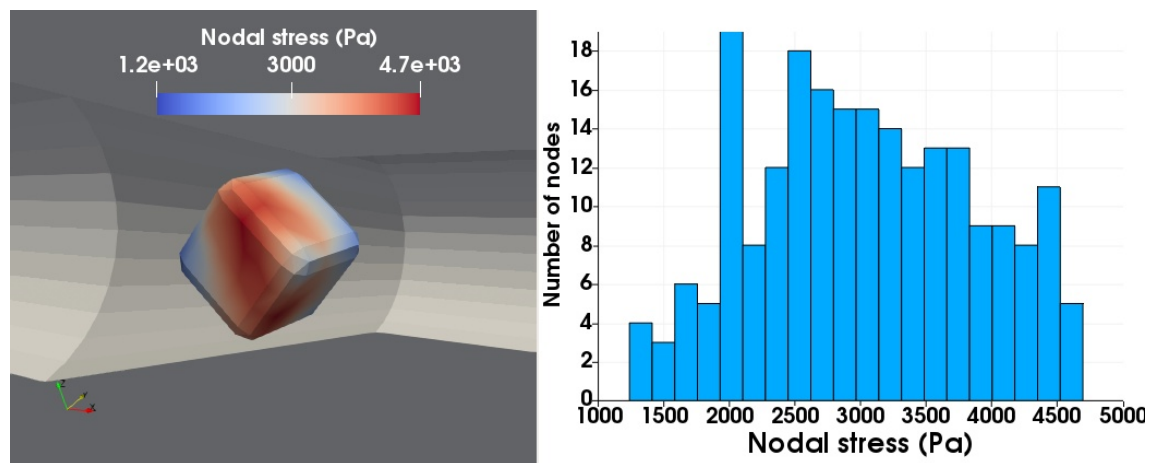 Nodal stress (Pa)
1.2e+03 3000 4.7e+03
Z
Y
X
Number of nodes
18
16
14
12
10
8
6
4
2
0
1000 1500 2000 2500 3000 3500 4000 4500 5000
Nodal stress (Pa)